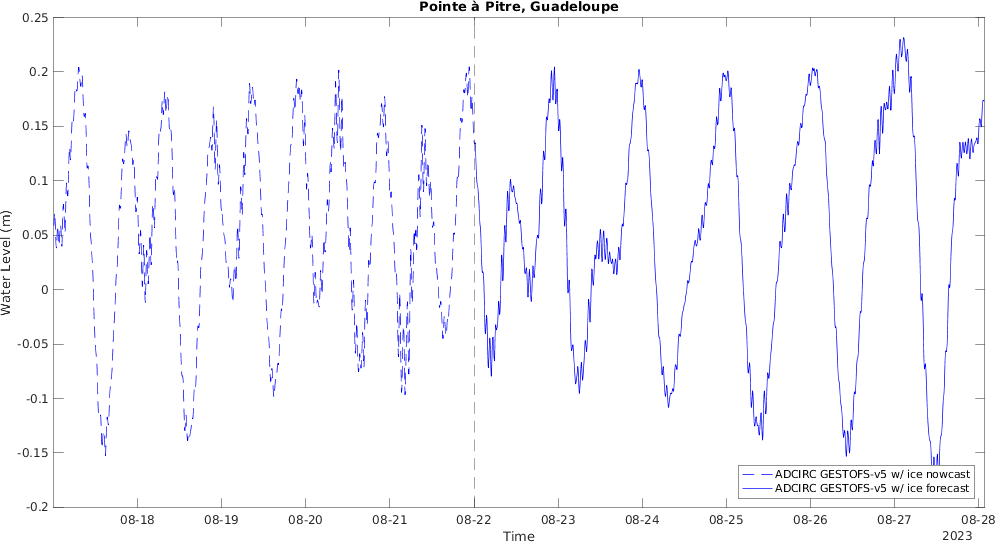 Pointe à Pitre, Guadeloupe
0.25
0.2
0.15
0.1
0.05
0
-0.05
-0.1
-0.15
-0.2
Water Level (m)
ADCIRC GESTOFS-v5 w/ ice nowcast
ADCIRC GESTOFS-v5 w/ ice forecast
08-18 08-19 08-20 08-21 08-22 08-23 08-24 08-25 08-26 08-27 08-28
Time
2023